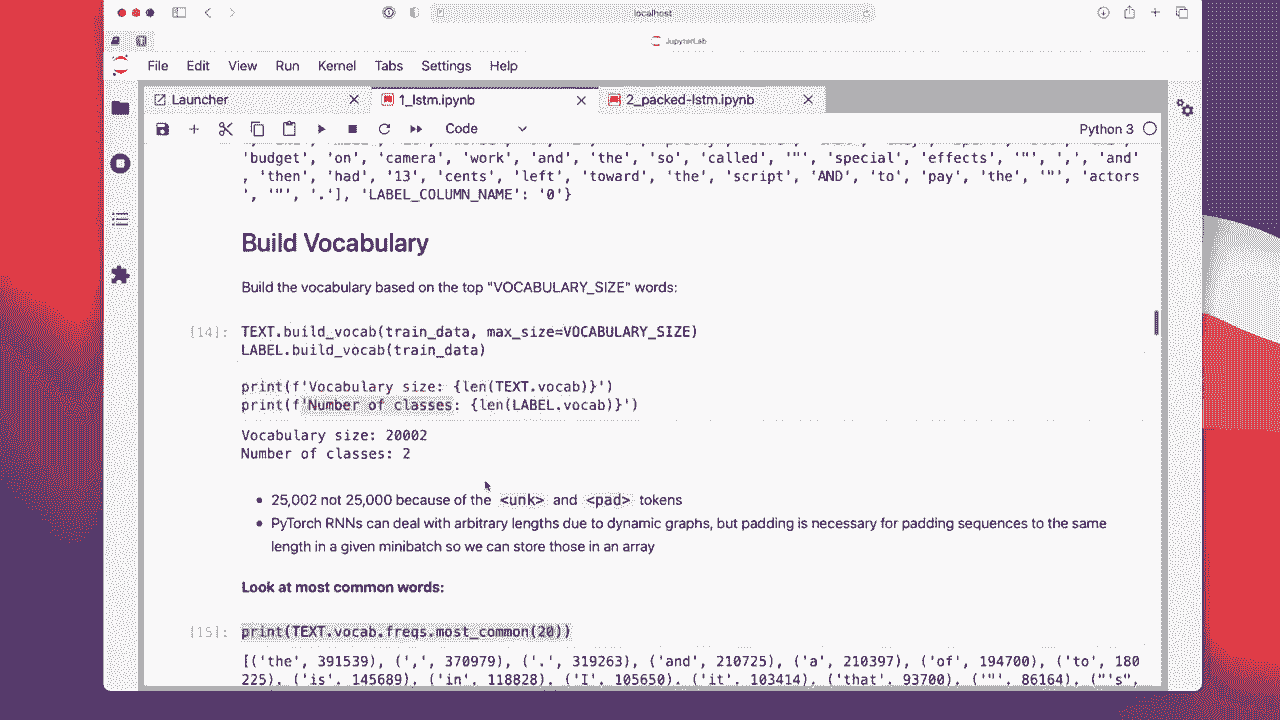 localhost
JupyterLab
File Edit View Run Kernel Tabs Settings Help
Launcher 1_lstm.ipynb 2_packed-lstm.ipynb
Code Python 3
'budget', 'on', 'camera', 'work', 'and', 'the', 'so', 'called', '"', 'special', 'effects', '"', ',', 'and'
, 'then', 'had', '13', 'cents', 'left', 'toward', 'the', 'script', 'AND', 'to', 'pay', 'the', '"', 'actors
', '"', '.'], 'LABEL_COLUMN_NAME': '0'}
Build Vocabulary
Build the vocabulary based on the top "VOCABULARY_SIZE" words:
[14]: TEXT.build_vocab(train_data, max_size=VOCABULARY_SIZE)
LABEL.build_vocab(train_data)
print(f'Vocabulary size: {len(TEXT.vocab)}')
print(f'Number of classes: {len(LABEL.vocab)}')
Vocabulary size: 20002
Number of classes: 2
• 25,002 not 25,000 because of the <unk> and <pad> tokens
• PyTorch RNNs can deal with arbitrary lengths due to dynamic graphs, but padding is necessary for padding sequences to the same
length in a given minibatch so we can store those in an array
Look at most common words:
[15]: print(TEXT.vocab.freqs.most_common(20))
[('the', 391539), (',', 370979), ('.', 319263), ('and', 210725), ('a', 210397), ('of', 194700), ('to', 180
225), ('is', 145689), ('in', 118828), ('I', 105650), ('it', 103414), ('that', 93700), ('"', 86164), ("'s",